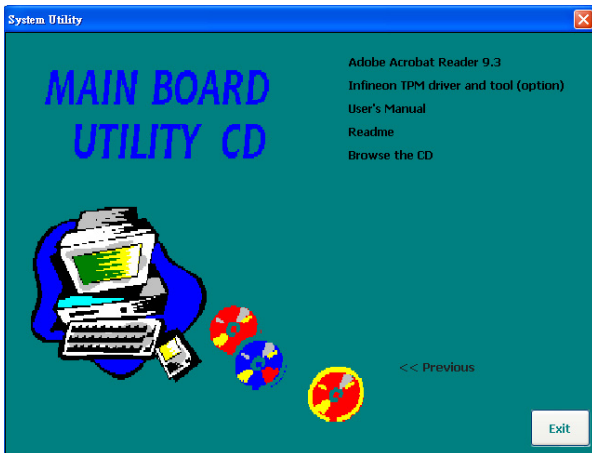 System Utility
MAIN BOARD
UTILITY CD
Adobe Acrobat Reader 9.3
Infineon TPM driver and tool (option)
User's Manual
Readme
Browse the CD
<< Previous
Exit